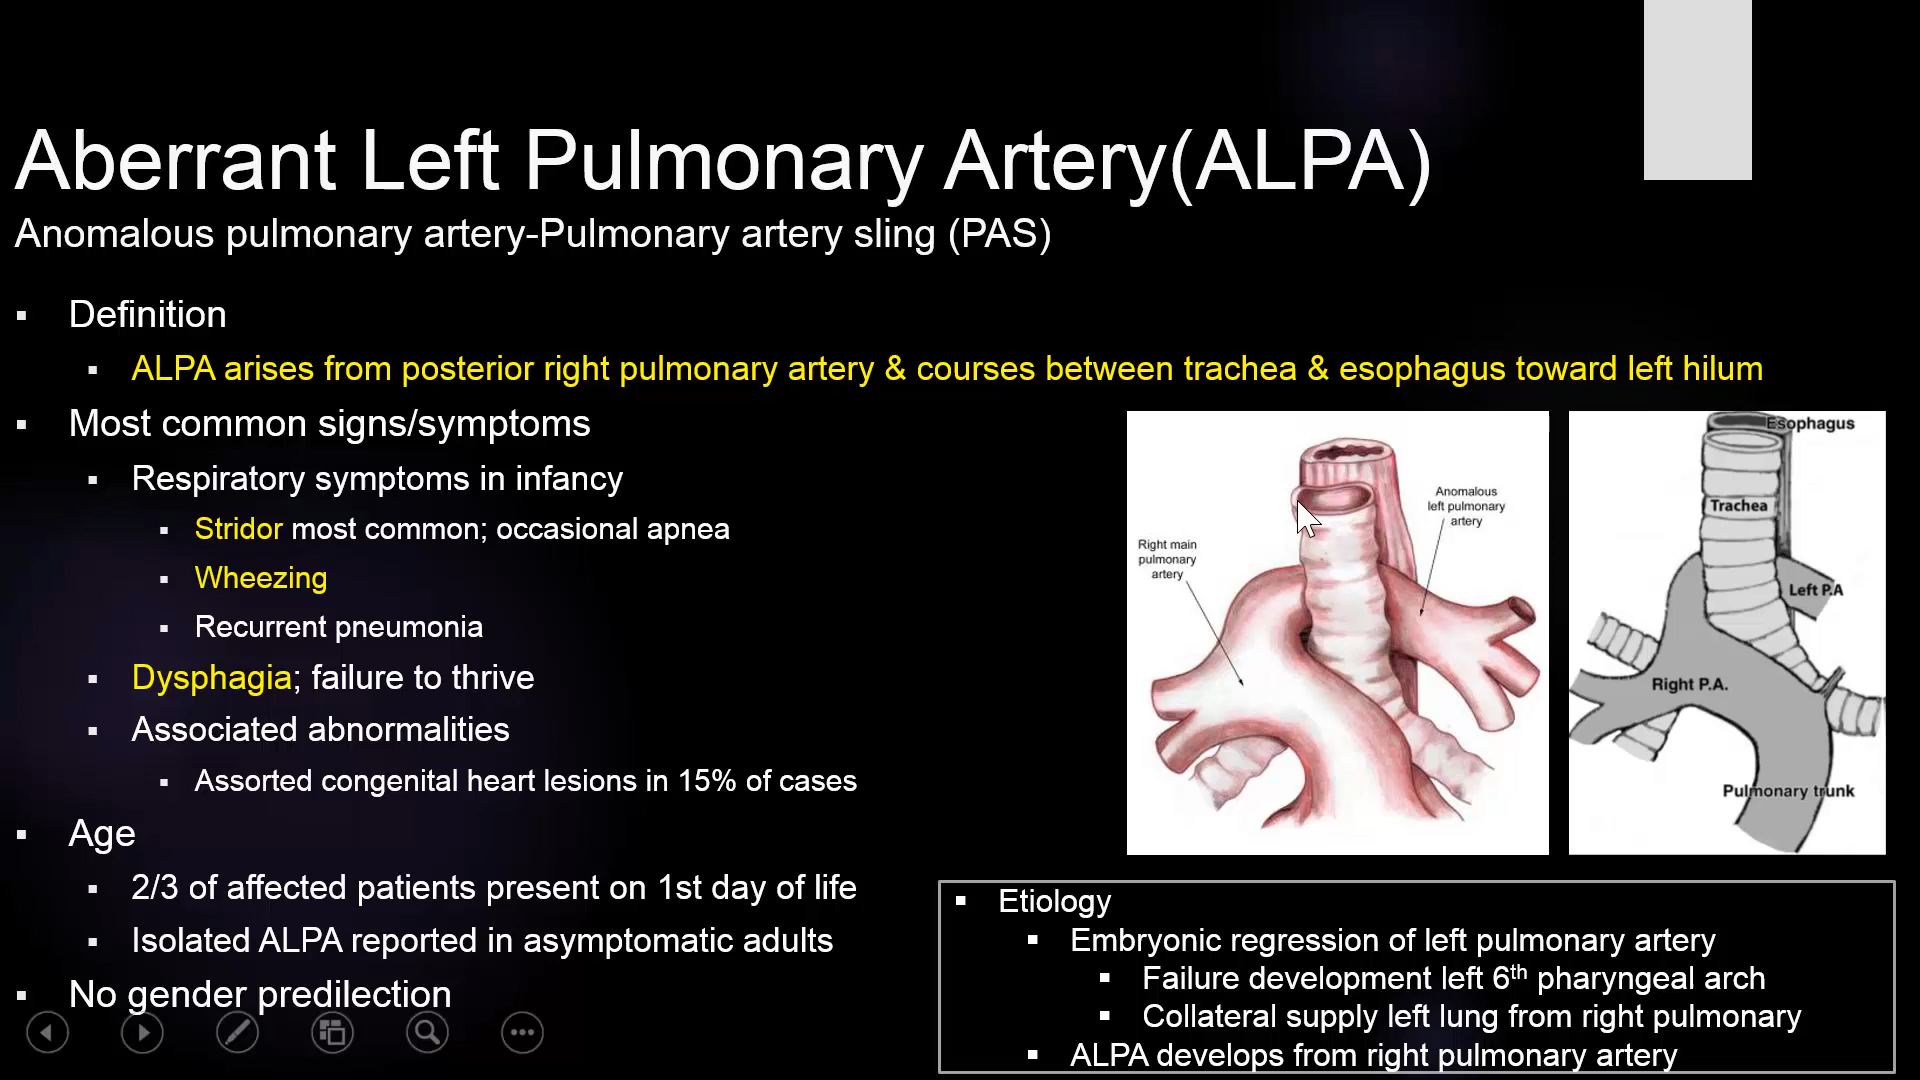 Aberrant Left Pulmonary Artery(ALPA)
Anomalous pulmonary artery-Pulmonary artery sling (PAS)
▪ Definition
▪ ALPA arises from posterior right pulmonary artery & courses between trachea & esophagus toward left hilum
▪ Most common signs/symptoms
▪ Respiratory symptoms in infancy
▪ Stridor most common; occasional apnea
▪ Wheezing
▪ Recurrent pneumonia
▪ Dysphagia; failure to thrive
▪ Associated abnormalities
▪ Assorted congenital heart lesions in 15% of cases
▪ Age
▪ 2/3 of affected patients present on 1st day of life
▪ Isolated ALPA reported in asymptomatic adults
▪ No gender predilection
Anomalous
left pulmonary
artery
Right main
pulmonary
artery
Esophagus
Trachea
Left P.A
Right P.A.
Pulmonary trunk
▪ Etiology
▪ Embryonic regression of left pulmonary artery
▪ Failure development left 6th pharyngeal arch
▪ Collateral supply left lung from right pulmonary
▪ ALPA develops from right pulmonary artery